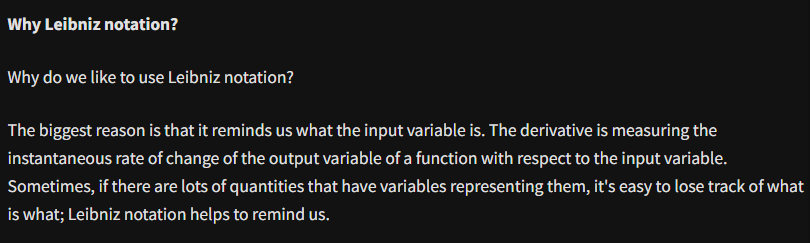 Why Leibniz notation?
Why do we like to use Leibniz notation?
The biggest reason is that it reminds us what the input variable is. The derivative is measuring the
instantaneous rate of change of the output variable of a function with respect to the input variable.
Sometimes, if there are lots of quantities that have variables representing them, it's easy to lose track of what
is what; Leibniz notation helps to remind us.